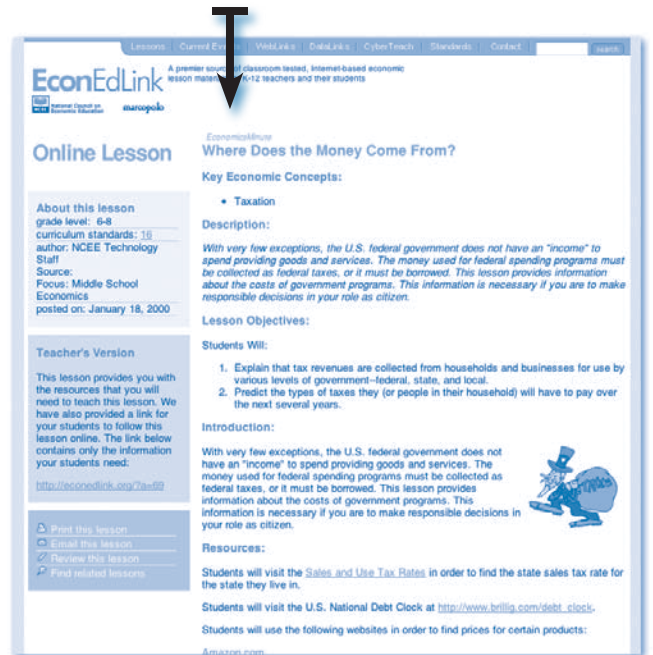 Lessons Current Ev WebLinks DataLinks CyberTeach Standards Contact search
EconEdLink
A premier sour of classroom tested, Internet-based economic
lesson mater K-12 teachers and their students
NCEE National Council on
Economic Education
marcopolo
Online Lesson
About this lesson
grade level: 6-8
curriculum standards: 16
author: NCEE Technology
Staff
Source:
Focus: Middle School
Economics
posted on: January 18, 2000
Teacher's Version
This lesson provides you with
the resources that you will
need to teach this lesson. We
have also provided a link for
your students to follow this
lesson online. The link below
contains only the information
your students need:
http://econedlink.org/?a=69
Print this lesson
Email this lesson
Review this lesson
Find related lessons
EconomicsMinute
Where Does the Money Come From?
Key Economic Concepts:
• Taxation
Description:
With very few exceptions, the U.S. federal government does not have an "income" to
spend providing goods and services. The money used for federal spending programs must
be collected as federal taxes, or it must be borrowed. This lesson provides information
about the costs of government programs. This information is necessary if you are to make
responsible decisions in your role as citizen.
Lesson Objectives:
Students Will:
1. Explain that tax revenues are collected from households and businesses for use by
various levels of government--federal, state, and local.
2. Predict the types of taxes they (or people in their household) will have to pay over
the next several years.
Introduction:
With very few exceptions, the U.S. federal government does not
have an "income" to spend providing goods and services. The
money used for federal spending programs must be collected as
federal taxes, or it must be borrowed. This lesson provides
information about the costs of government programs. This
information is necessary if you are to make responsible decisions in
your role as citizen.
Resources:
Students will visit the Sales and Use Tax Rates in order to find the state sales tax rate for
the state they live in.
Students will visit the U.S. National Debt Clock at http://www.brillig.com/debt_clock.
Students will use the following websites in order to find prices for certain products:
Amazon.com